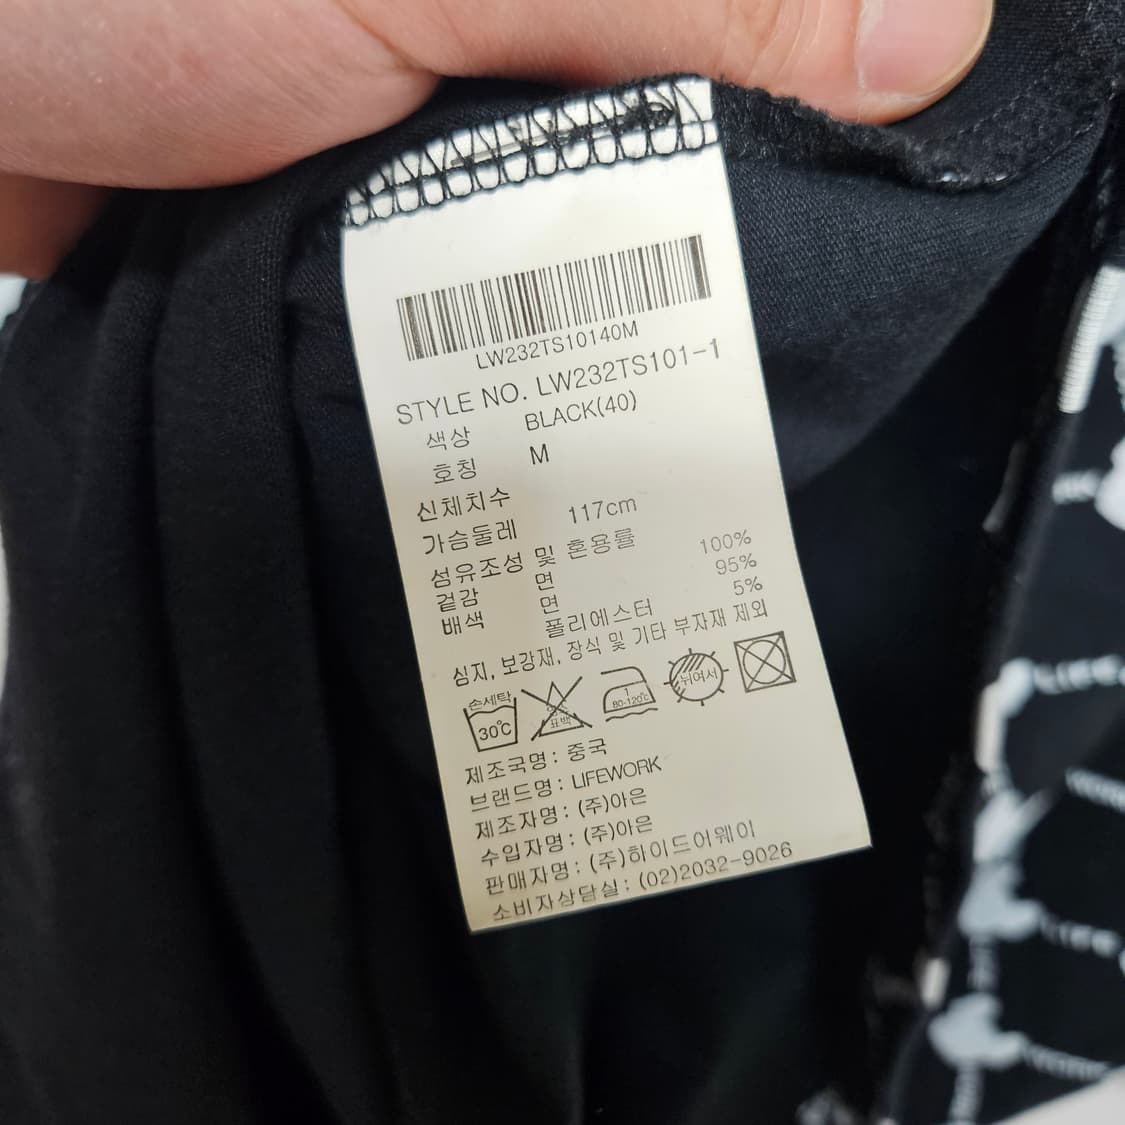 LW232TS10140M
STYLE NO. LW232TS101-1
색상 BLACK(40)
호칭 M
신체치수
가슴둘레 117cm
섬유조성 및 혼용률
겉감 면 100%
배색 면 95%
폴리에스터 5%
심지, 보강재, 장식 및 기타 부자재 제외
손세탁 30℃
표백
1 80-120℃
뉘여서
제조국명: 중국
브랜드명: LIFEWORK
제조자명: (주)아은
수입자명: (주)아은
판매자명: (주)하이드어웨이
소비자상담실: (02)2032-9026
LIFE
LIFE